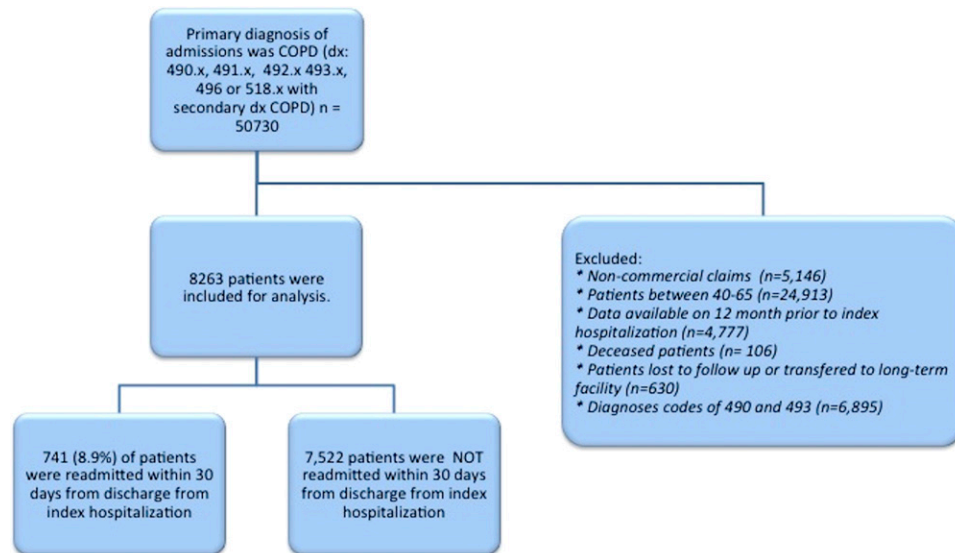 Primary diagnosis of
admissions was COPD (dx:
490.x, 491.x, 492.x 493.x,
496 or 518.x with
secondary dx COPD) n =
50730
8263 patients were
included for analysis.
Excluded:
* Non-commercial claims (n=5,146)
* Patients between 40-65 (n=24,913)
* Data available on 12 month prior to index
hospitalization (n=4,777)
* Deceased patients (n= 106)
* Patients lost to follow up or transfered to long-term
facility (n=630)
* Diagnoses codes of 490 and 493 (n=6,895)
741 (8.9%) of patients
were readmitted within 30
days from discharge from
index hospitalization
7,522 patients were NOT
readmitted within 30 days
from discharge from index
hospitalization